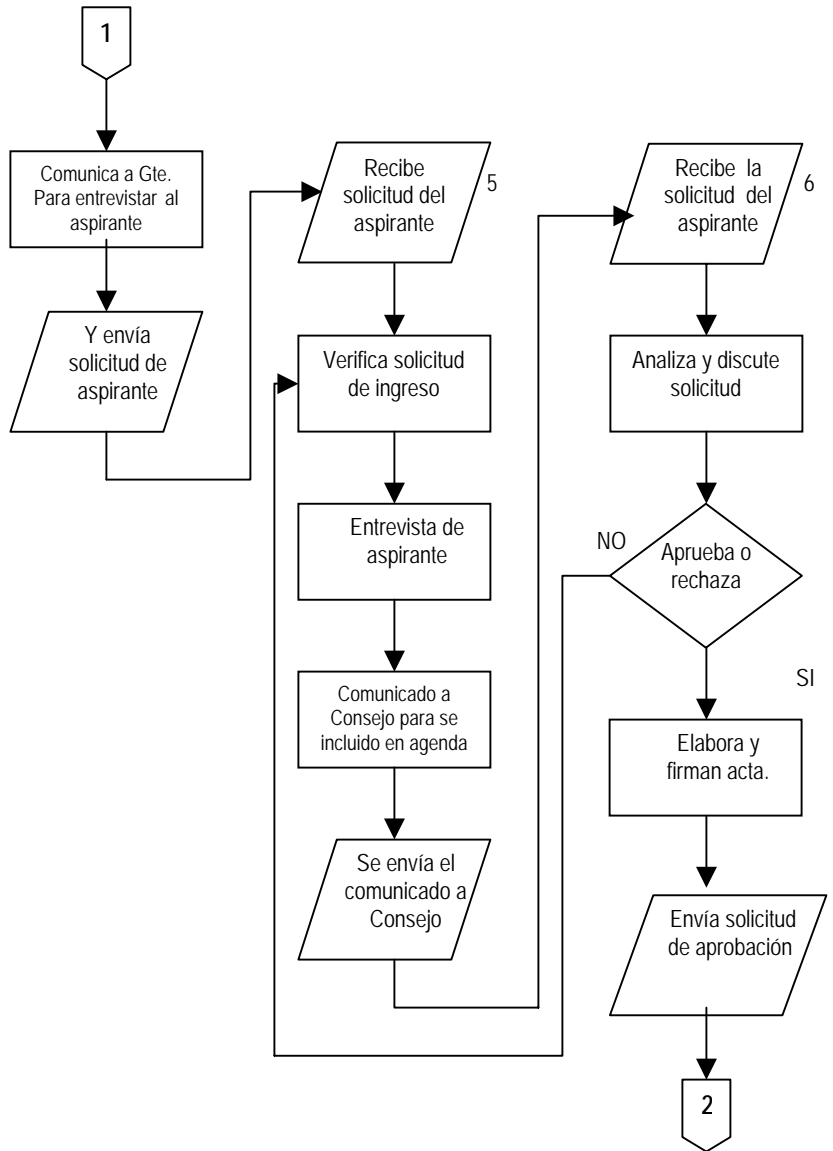 1
Comunica a Gte.
Para entrevistar al
aspirante
Y envía
solicitud de
aspirante
Recibe
solicitud del
aspirante
5
Verifica solicitud
de ingreso
Entrevista de
aspirante
Comunicado a
Consejo para se
incluido en agenda
Se envía el
comunicado a
Consejo
Recibe la
solicitud del
aspirante
6
Analiza y discute
solicitud
NO
Aprueba o
rechaza
SI
Elabora y
firman acta.
Envía solicitud
de aprobación
2